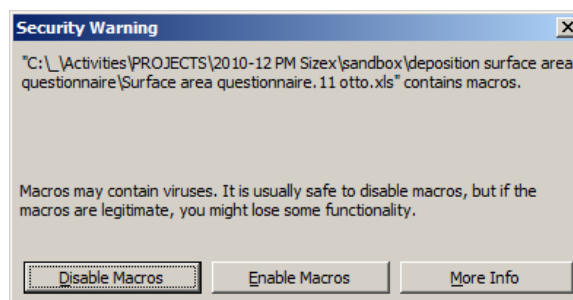 Security Warning
"C:\_\Activities\PROJECTS\2010-12 PM Sizex\sandbox\deposition surface area
questionnaire\Surface area questionnaire.11 otto.xls" contains macros.
Macros may contain viruses. It is usually safe to disable macros, but if the
macros are legitimate, you might lose some functionality.
Disable Macros Enable Macros More Info